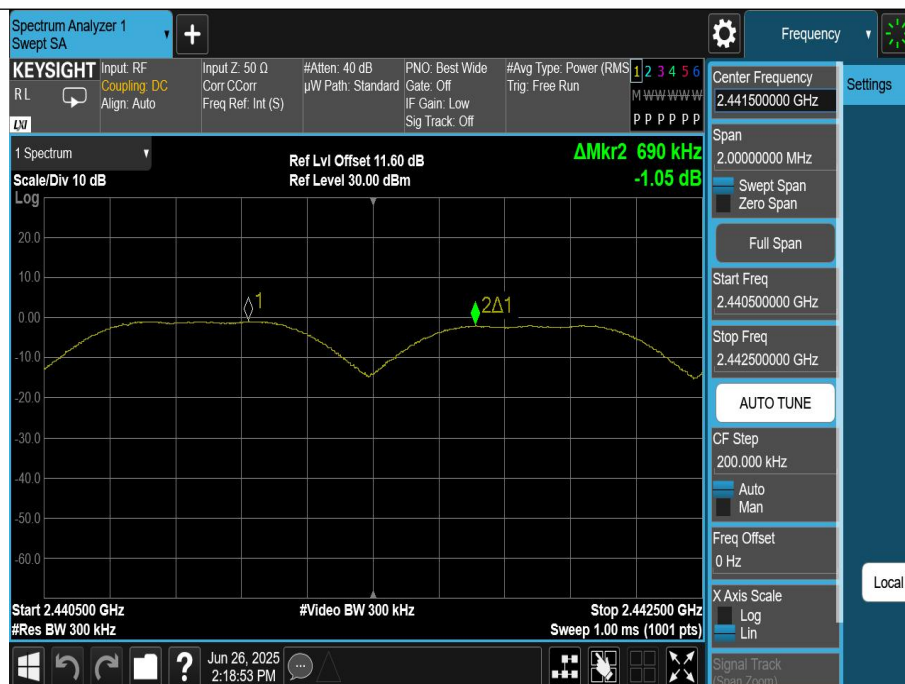 Spectrum Analyzer 1
Swept SA
Frequency
KEYSIGHT
RL
LXI
Input: RF
Coupling: DC
Align: Auto
Input Z: 50 Ω
Corr CCorr
Freq Ref: Int (S)
#Atten: 40 dB
µW Path: Standard
PNO: Best Wide
Gate: Off
IF Gain: Low
Sig Track: Off
#Avg Type: Power (RMS
Trig: Free Run
1 2 3 4 5 6
M W W W W W
P P P P P P
1 Spectrum
Scale/Div 10 dB
Ref Lvl Offset 11.60 dB
Ref Level 30.00 dBm
ΔMkr2 690 kHz
-1.05 dB
Log
20.0
10.0
0.00
-10.0
-20.0
-30.0
-40.0
-50.0
-60.0
1
2Δ1
Start 2.440500 GHz
#Res BW 300 kHz
#Video BW 300 kHz
Stop 2.442500 GHz
Sweep 1.00 ms (1001 pts)
Center Frequency
2.441500000 GHz
Settings
Span
2.00000000 MHz
Swept Span
Zero Span
Full Span
Start Freq
2.440500000 GHz
Stop Freq
2.442500000 GHz
AUTO TUNE
CF Step
200.000 kHz
Auto
Man
Freq Offset
0 Hz
Local
X Axis Scale
Log
Lin
Signal Track
(Span Zoom)
?
Jun 26, 2025
2:18:53 PM